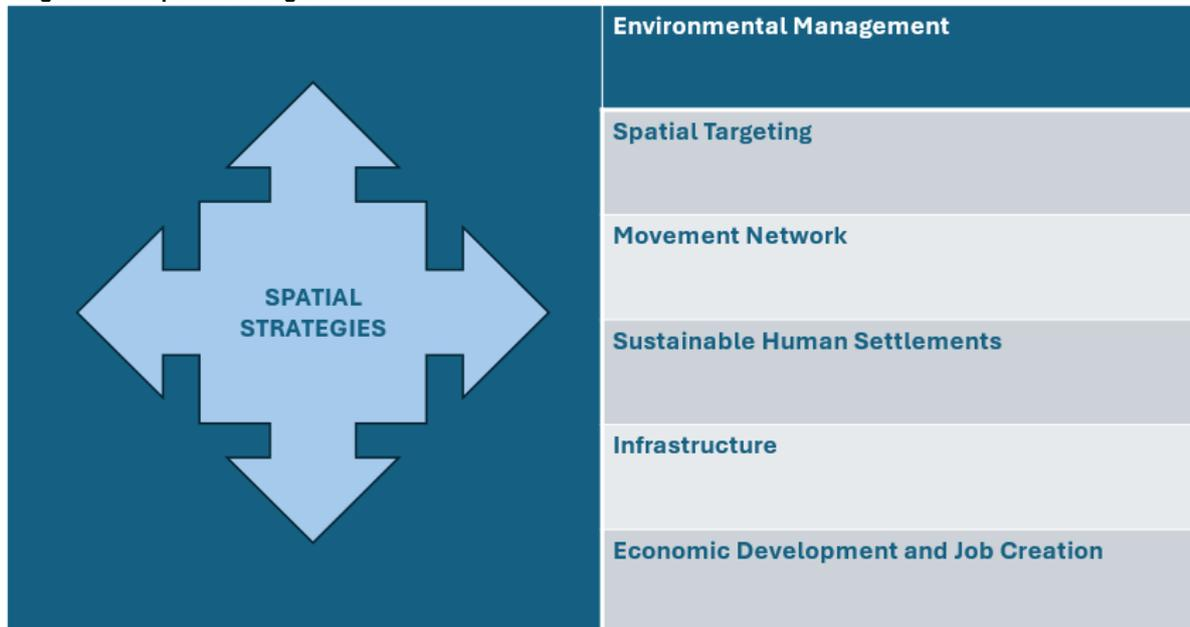 SPATIAL
STRATEGIES
Environmental Management
Spatial Targeting
Movement Network
Sustainable Human Settlements
Infrastructure
Economic Development and Job Creation